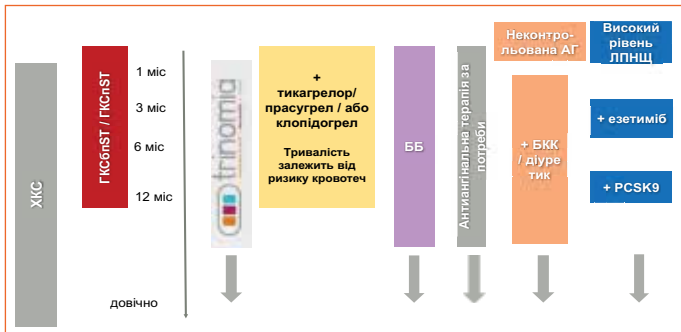 ХКС
ГКСбпST / ГКСпST
1 міс
3 міс
6 міс
12 міс
довічно
trinomia
+
тикагрелор/
прасугрел / або
клопідогрел
Тривалість
залежить від
ризику кровотеч
ББ
Антиангінальна терапія за
потреби
Неконтро-
льована АГ
+ БКК
/ діуре
тик
Високий
рівень
ЛПНЩ
+ езетиміб
+ PCSK9